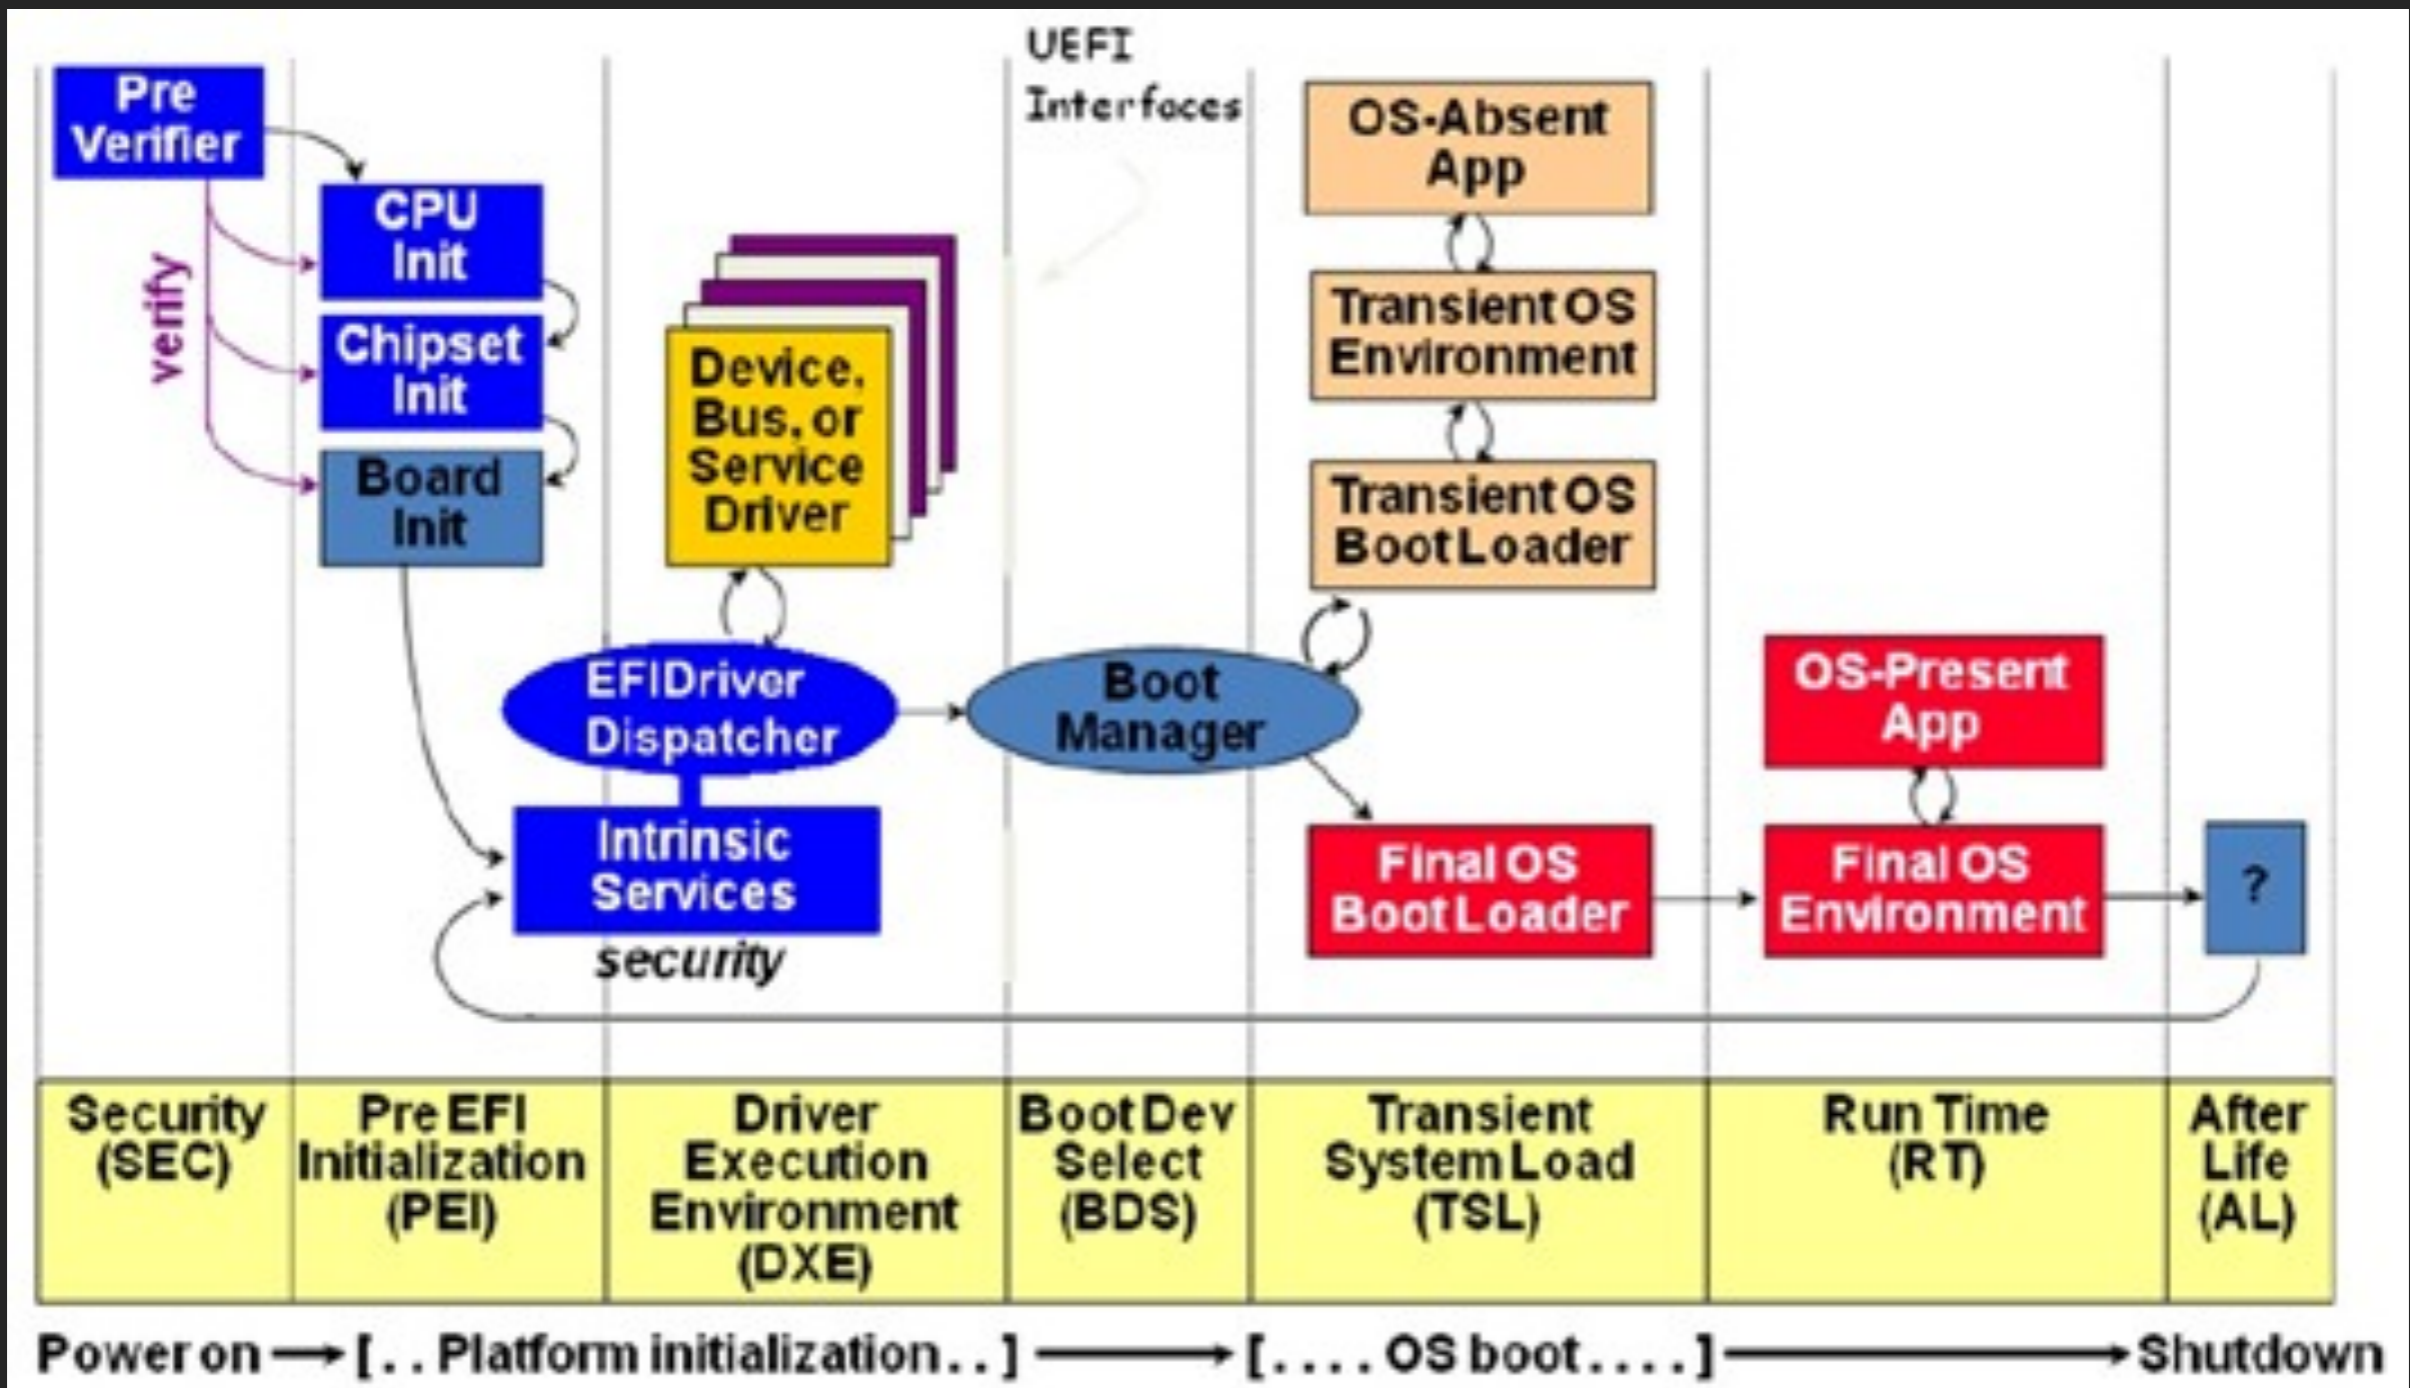 UEFI
Interfaces
Pre
Verifier
verify
CPU
Init
Chipset
Init
Board
Init
Device,
Bus, or
Service
Driver
EFIDriver
Dispatcher
Intrinsic
Services
security
Boot
Manager
OS-Absent
App
Transient OS
Environment
Transient OS
Boot Loader
Final OS
Boot Loader
OS-Present
App
Final OS
Environment
?
Security
(SEC)
Pre EFI
Initialization
(PEI)
Driver
Execution
Environment
(DXE)
Boot Dev
Select
(BDS)
Transient
System Load
(TSL)
Run Time
(RT)
After
Life
(AL)
Power on [ . . Platform initialization . . ] [ . . . . OS boot . . . . ] Shutdown